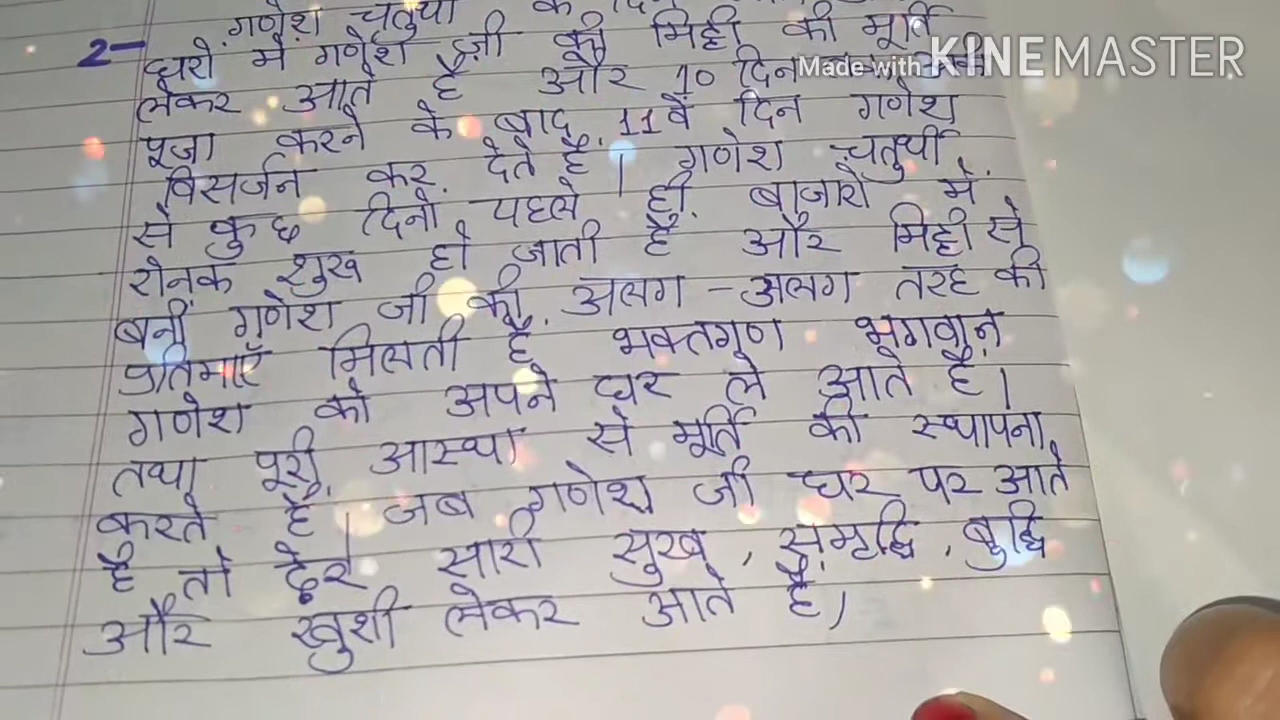 Made with KINEMASTER
गणेश चतुर्थी के दिन
2- घरों में गणेश जी की मिट्टी की मूर्ति
लेकर आते हैं और 10 दिन
पूजा करने के बाद 11वें दिन गणेश
विसर्जन कर देते हैं। गणेश चतुर्थी
से कुछ दिनों पहले ही बाजारों में
रोनक शुरू हो जाती है और मिट्टी से
बनी गणेश जी की अलग-अलग तरह की
प्रतिमाएँ मिलती है भक्तगण भगवान
गणेश को अपने घर ले आते है।
तथा पूरी आस्था से मूर्ति की स्थापना
करते है। जब गणेश जी घर पर आते
है तो ढेर सारी सुख, समृद्धि, बुद्धि
और खुशी लेकर आते है।